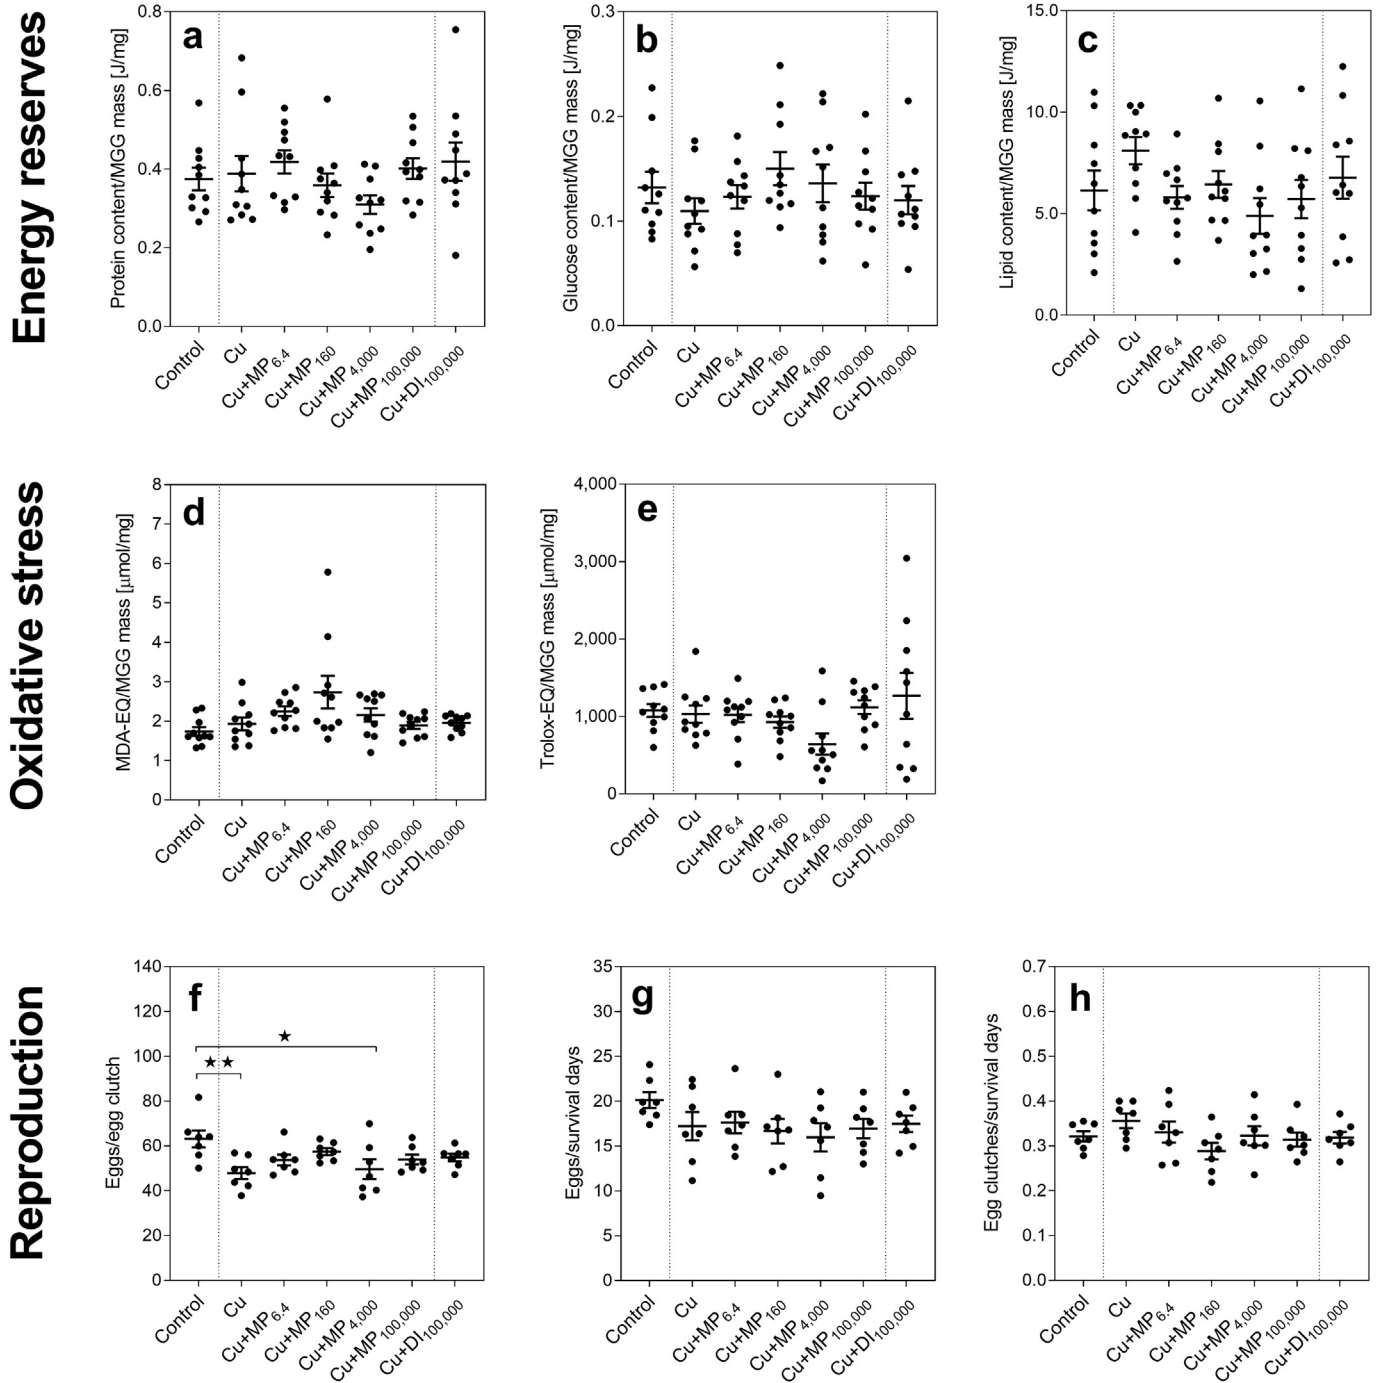 Energy reserves
a
Protein content/MGG mass [J/mg]
0.8
0.6
0.4
0.2
0.0
Control
Cu
Cu+MP6.4
Cu+MP160
Cu+MP4,000
Cu+MP100,000
Cu+DI100,000
b
Glucose content/MGG mass [J/mg]
0.3
0.2
0.1
0.0
Control
Cu
Cu+MP6.4
Cu+MP160
Cu+MP4,000
Cu+MP100,000
Cu+DI100,000
c
Lipid content/MGG mass [J/mg]
15.0
10.0
5.0
0.0
Control
Cu
Cu+MP6.4
Cu+MP160
Cu+MP4,000
Cu+MP100,000
Cu+DI100,000
Oxidative stress
d
MDA-EQ/MGG mass [μmol/mg]
8
7
6
5
4
3
2
1
0
Control
Cu
Cu+MP6.4
Cu+MP160
Cu+MP4,000
Cu+MP100,000
Cu+DI100,000
e
Trolox-EQ/MGG mass [μmol/mg]
4,000
3,000
2,000
1,000
0
Control
Cu
Cu+MP6.4
Cu+MP160
Cu+MP4,000
Cu+MP100,000
Cu+DI100,000
Reproduction
f
Eggs/egg clutch
140
120
100
80
60
40
20
0
★
★★
Control
Cu
Cu+MP6.4
Cu+MP160
Cu+MP4,000
Cu+MP100,000
Cu+DI100,000
g
Eggs/survival days
35
30
25
20
15
10
5
0
Control
Cu
Cu+MP6.4
Cu+MP160
Cu+MP4,000
Cu+MP100,000
Cu+DI100,000
h
Egg clutches/survival days
0.7
0.6
0.5
0.4
0.3
0.2
0.1
0.0
Control
Cu
Cu+MP6.4
Cu+MP160
Cu+MP4,000
Cu+MP100,000
Cu+DI100,000